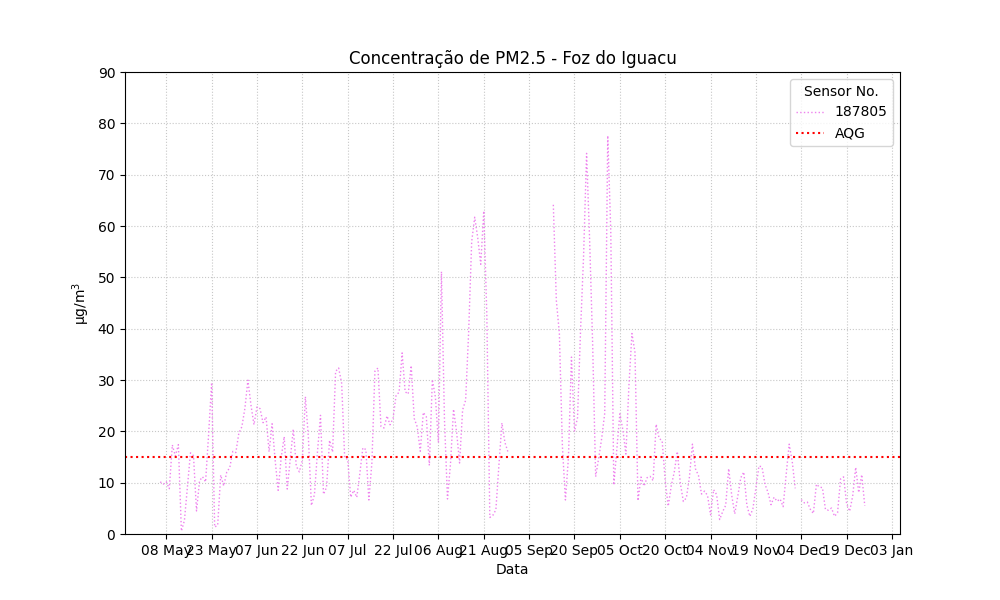 Concentração de PM2.5 - Foz do Iguacu
Sensor No.
187805
AQG
90
80
70
60
50
40
30
20
10
0
µg/m³
08 May 23 May 07 Jun 22 Jun 07 Jul 22 Jul 06 Aug 21 Aug 05 Sep 20 Sep 05 Oct 20 Oct 04 Nov 19 Nov 04 Dec 19 Dec 03 Jan
Data